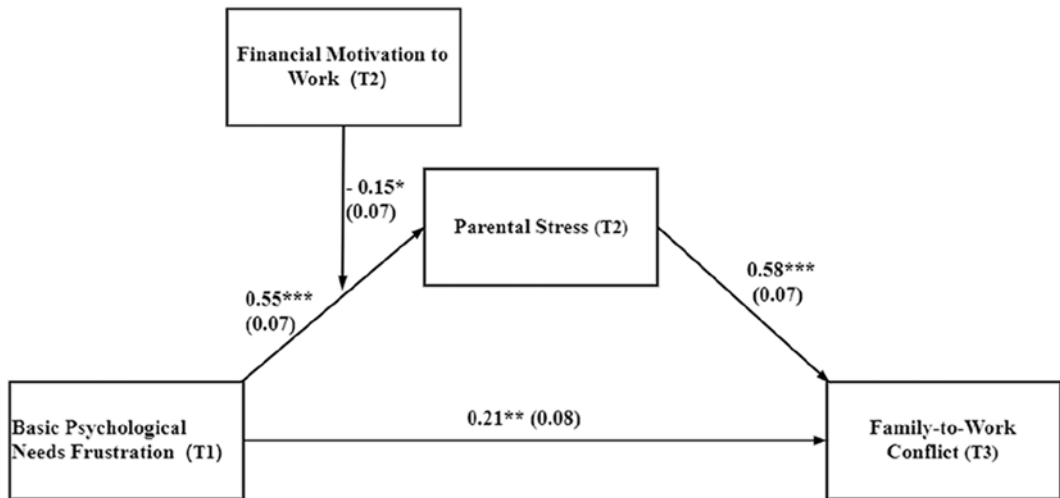 Financial Motivation to
Work (T2)
- 0.15*
(0.07)
Parental Stress (T2)
0.55***
(0.07)
0.58***
(0.07)
Basic Psychological
Needs Frustration (T1)
0.21** (0.08)
Family-to-Work
Conflict (T3)